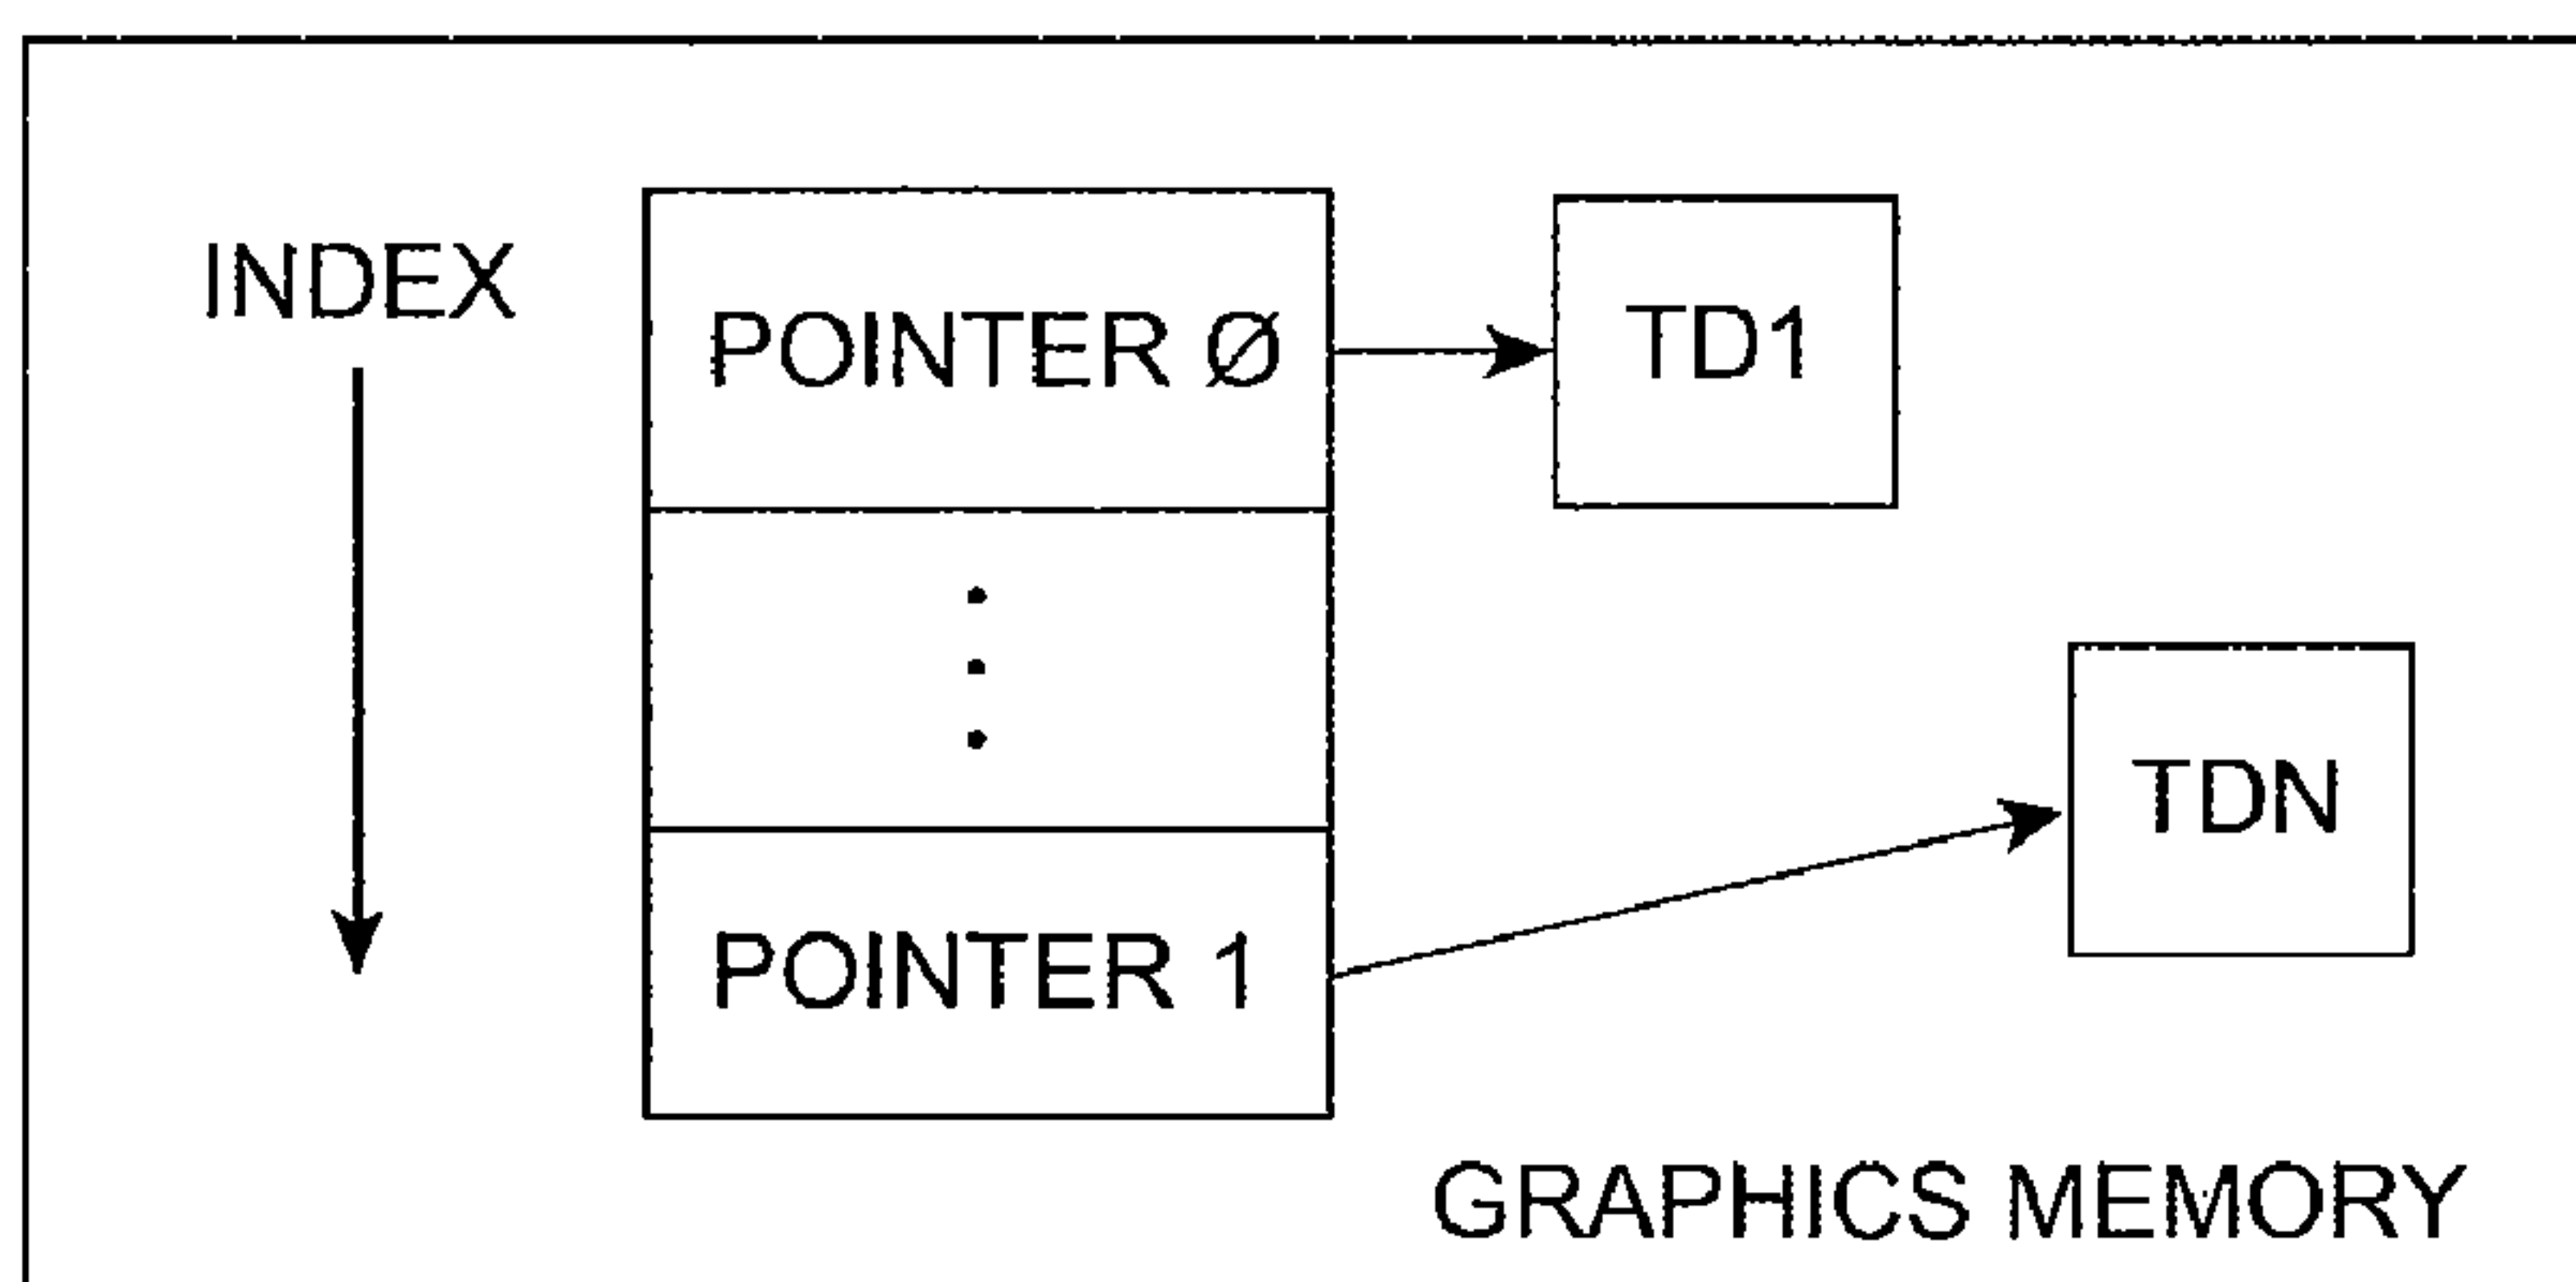 INDEX
POINTER Ø
TD1
TDN
POINTER 1
GRAPHICS MEMORY